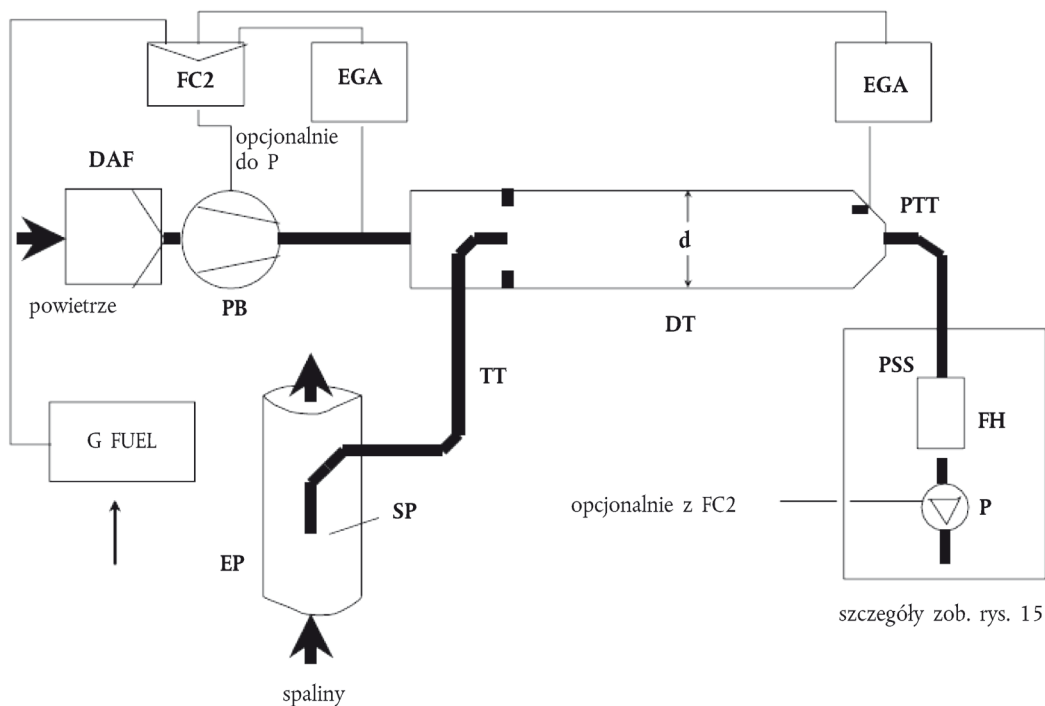 FC2
EGA
EGA
opcjonalnie
do P
DAF
PTT
d
powietrze
PB
DT
TT
PSS
FH
G FUEL
SP
opcjonalnie z FC2
P
EP
szczegóły zob. rys. 15
spaliny